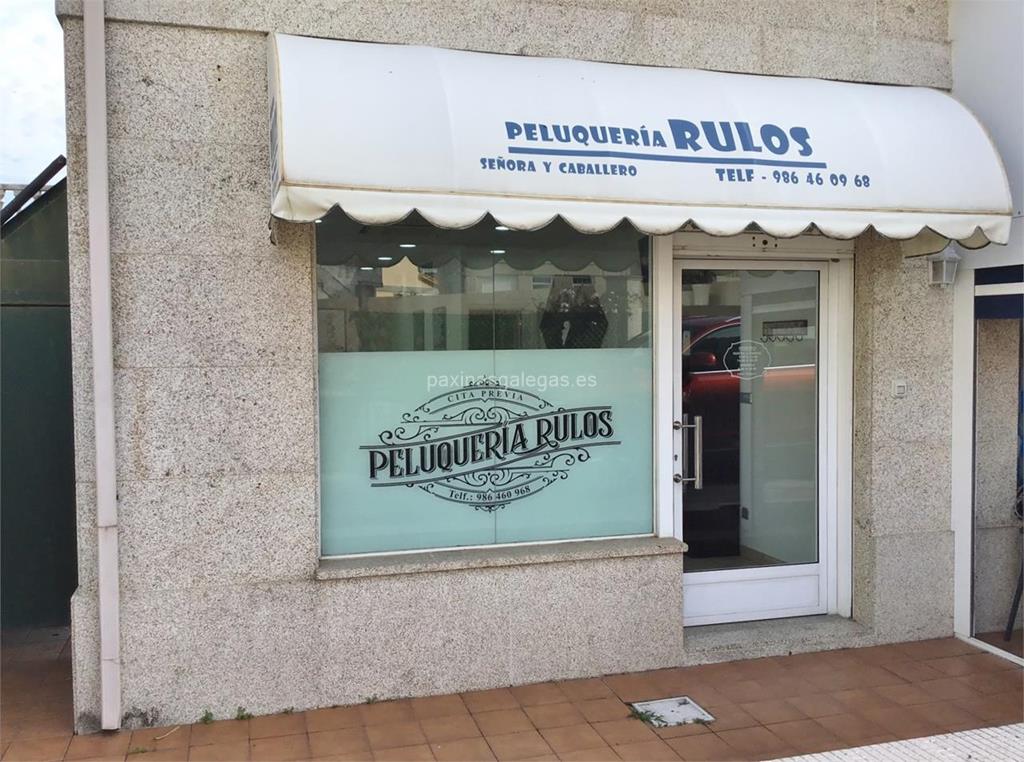 PELUQUERÍA RULOS
SEÑORA Y CABALLERO
TELF - 986 46 09 68
paxinasgalegas.es
CITA PREVIA
PELUQUERÍA RULOS
Telf.: 986 460 968